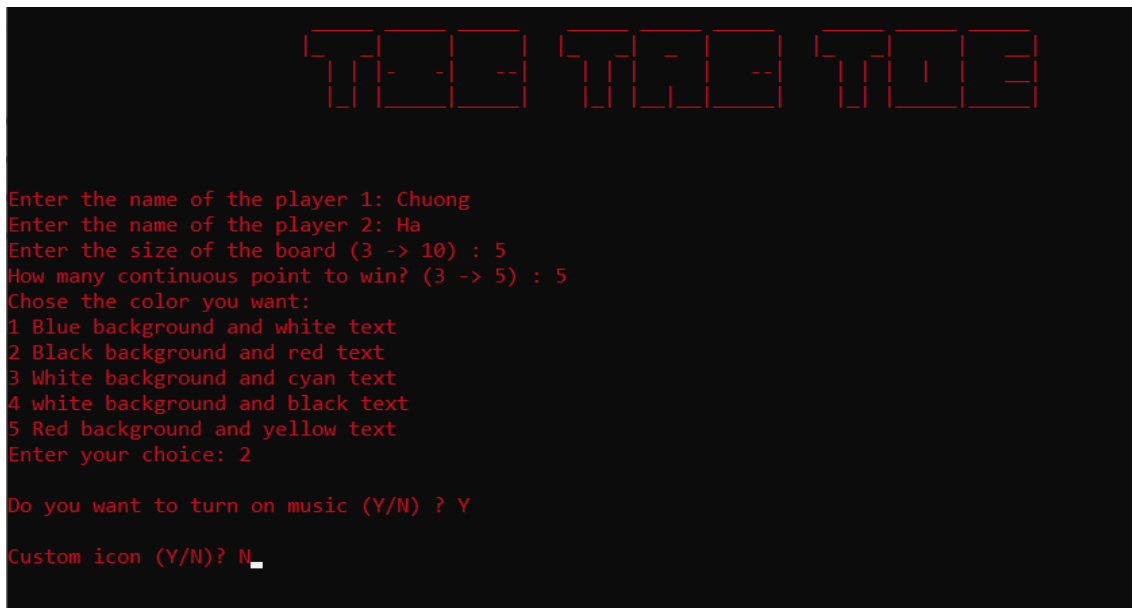 TIC TAC TOE
Enter the name of the player 1: Chuong
Enter the name of the player 2: Ha
Enter the size of the board (3 -> 10) : 5
How many continuous point to win? (3 -> 5) : 5
Chose the color you want:
1 Blue background and white text
2 Black background and red text
3 White background and cyan text
4 white background and black text
5 Red background and yellow text
Enter your choice: 2
Do you want to turn on music (Y/N) ? Y
Custom icon (Y/N)? N